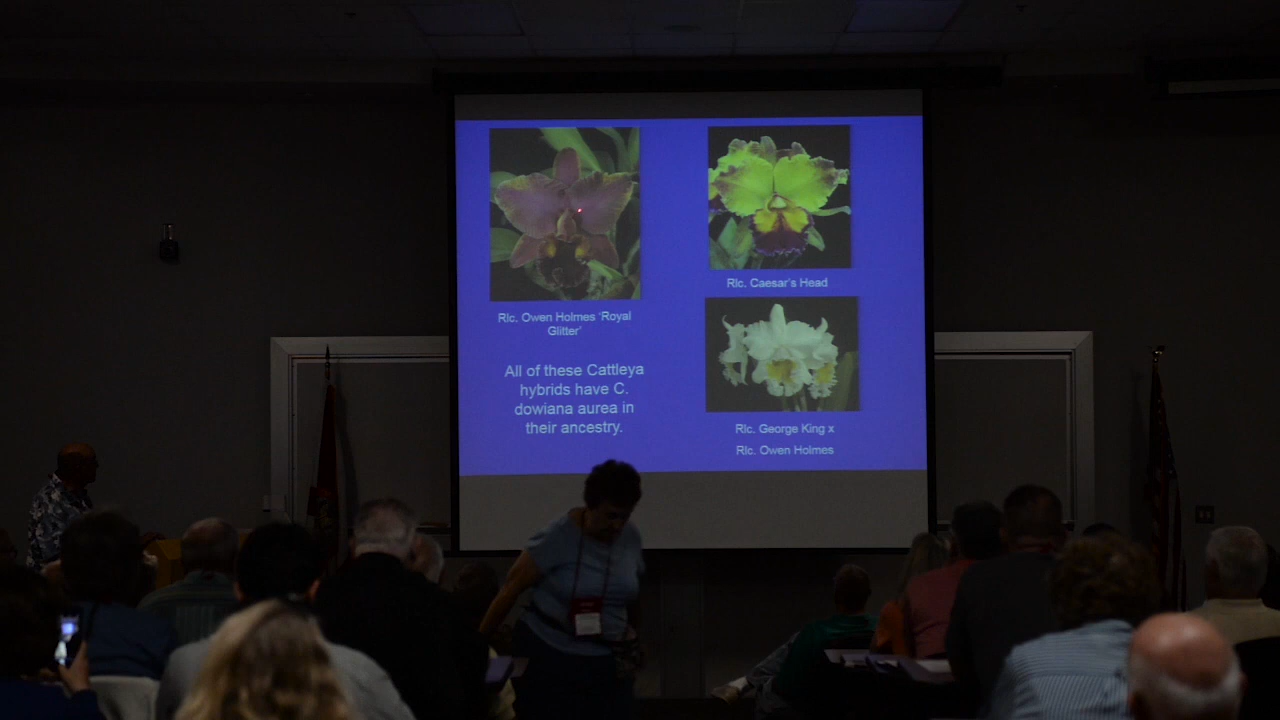 Rlc. Owen Holmes ‘Royal
Glitter’
All of these Cattleya
hybrids have C.
dowiana aurea in
their ancestry.
Rlc. Caesar’s Head
Rlc. George King x
Rlc. Owen Holmes